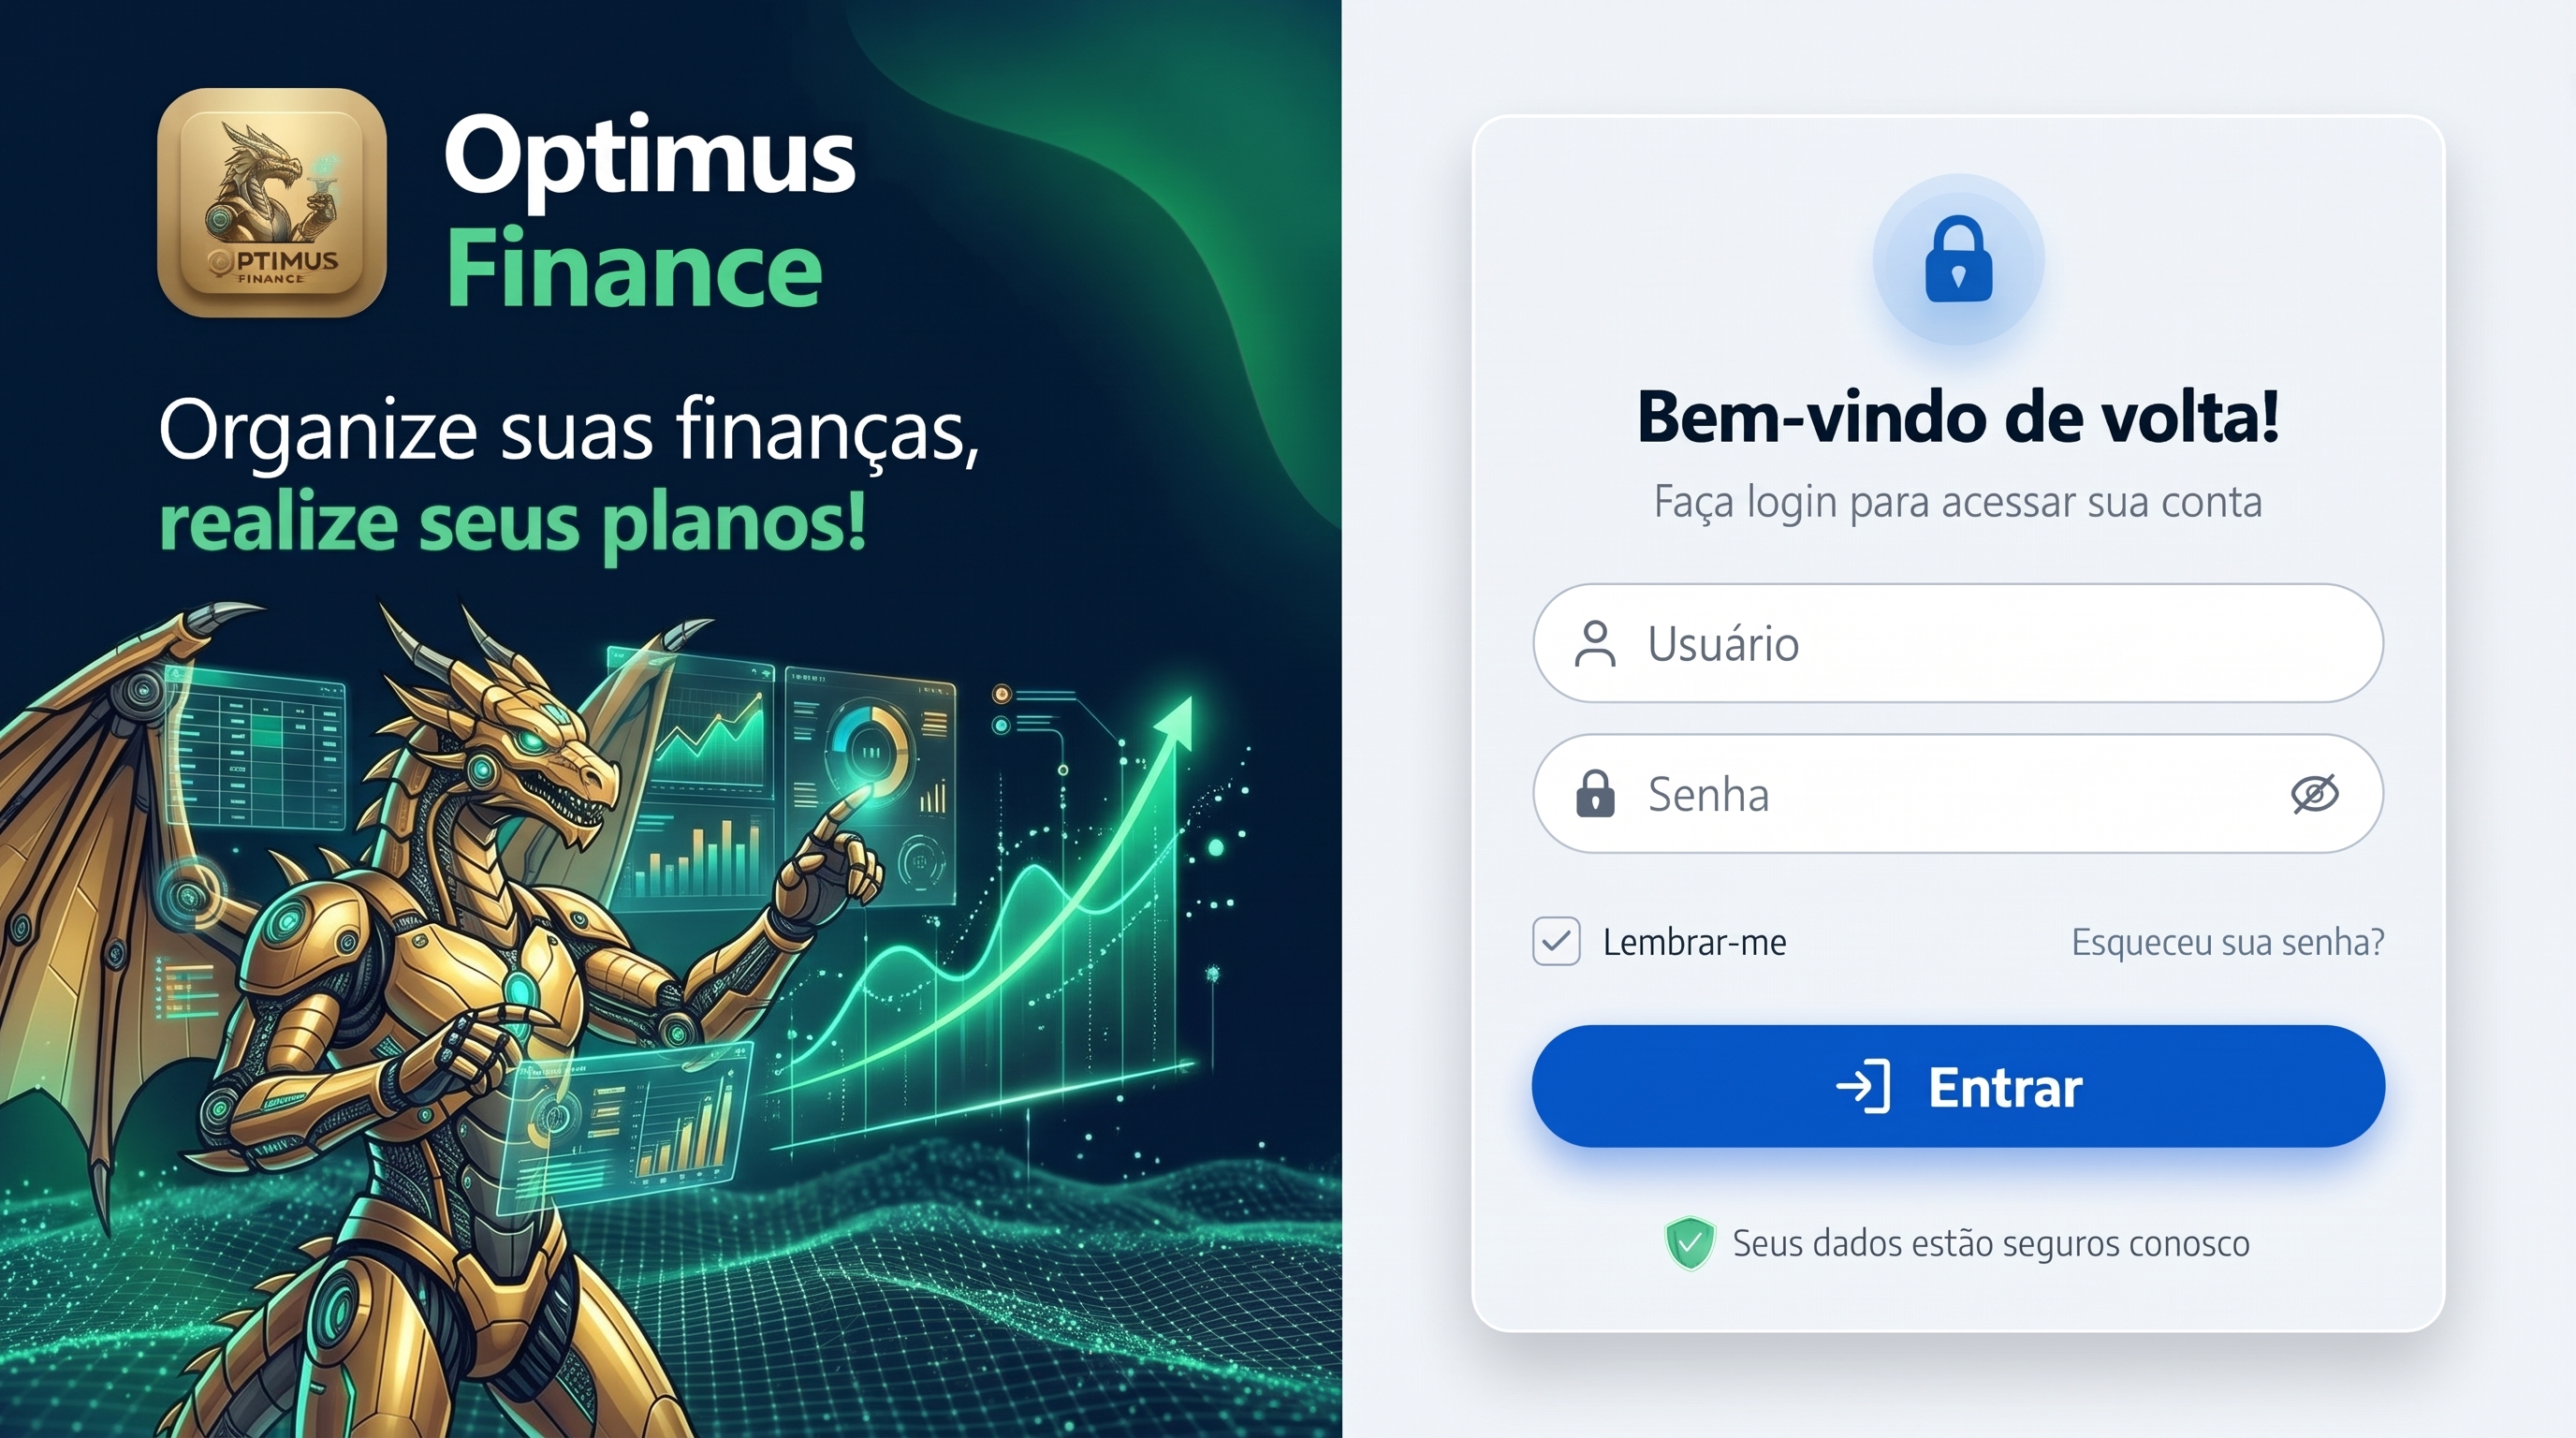 OPTIMUS
FINANCE
Optimus
Finance
Organize suas finanças,
realize seus planos!
Bem-vindo de volta!
Faça login para acessar sua conta
Usuário
Senha
Lembrar-me
Esqueceu sua senha?
Entrar
Seus dados estão seguros conosco